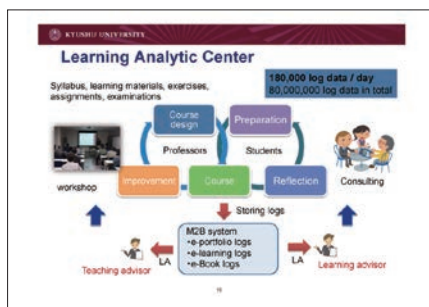 KYUSHU UNIVERSITY
Learning Analytic Center
180,000 log data / day
80,000,000 log data in total
Syllabus, learning materials, exercises,
assignments, examinations
Course
design
Preparation
Professors
Students
workshop
Improvement
Course
Reflection
Consulting
Storing logs
M2B system
•e-portfolio logs
•e-learning logs
•e-Book logs
LA
LA
Teaching advisor
Learning advisor